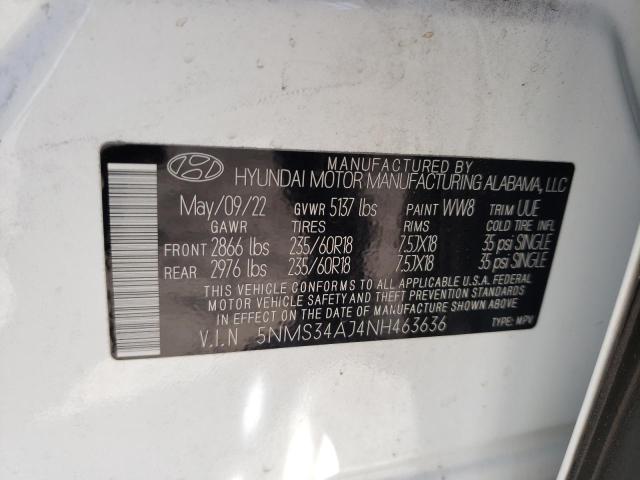 MANUFACTURED BY
HYUNDAI MOTOR MANUFACTURING ALABAMA, LLC
May/09/22 GVWR 5137 lbs PAINT WW8 TRIM UUE
GAWR TIRES RIMS COLD TIRE INFL
FRONT 2866 lbs 235/60R18 7.5JX18 35 psi SINGLE
REAR 2976 lbs 235/60R18 7.5JX18 35 psi SINGLE
THIS VEHICLE CONFORMS TO ALL APPLICABLE U.S.A. FEDERAL
MOTOR VEHICLE SAFETY AND THEFT PREVENTION STANDARDS
IN EFFECT ON THE DATE OF MANUFACTURE SHOWN ABOVE.
V.I.N 5NMS34AJ4NH463636 TYPE: MPV